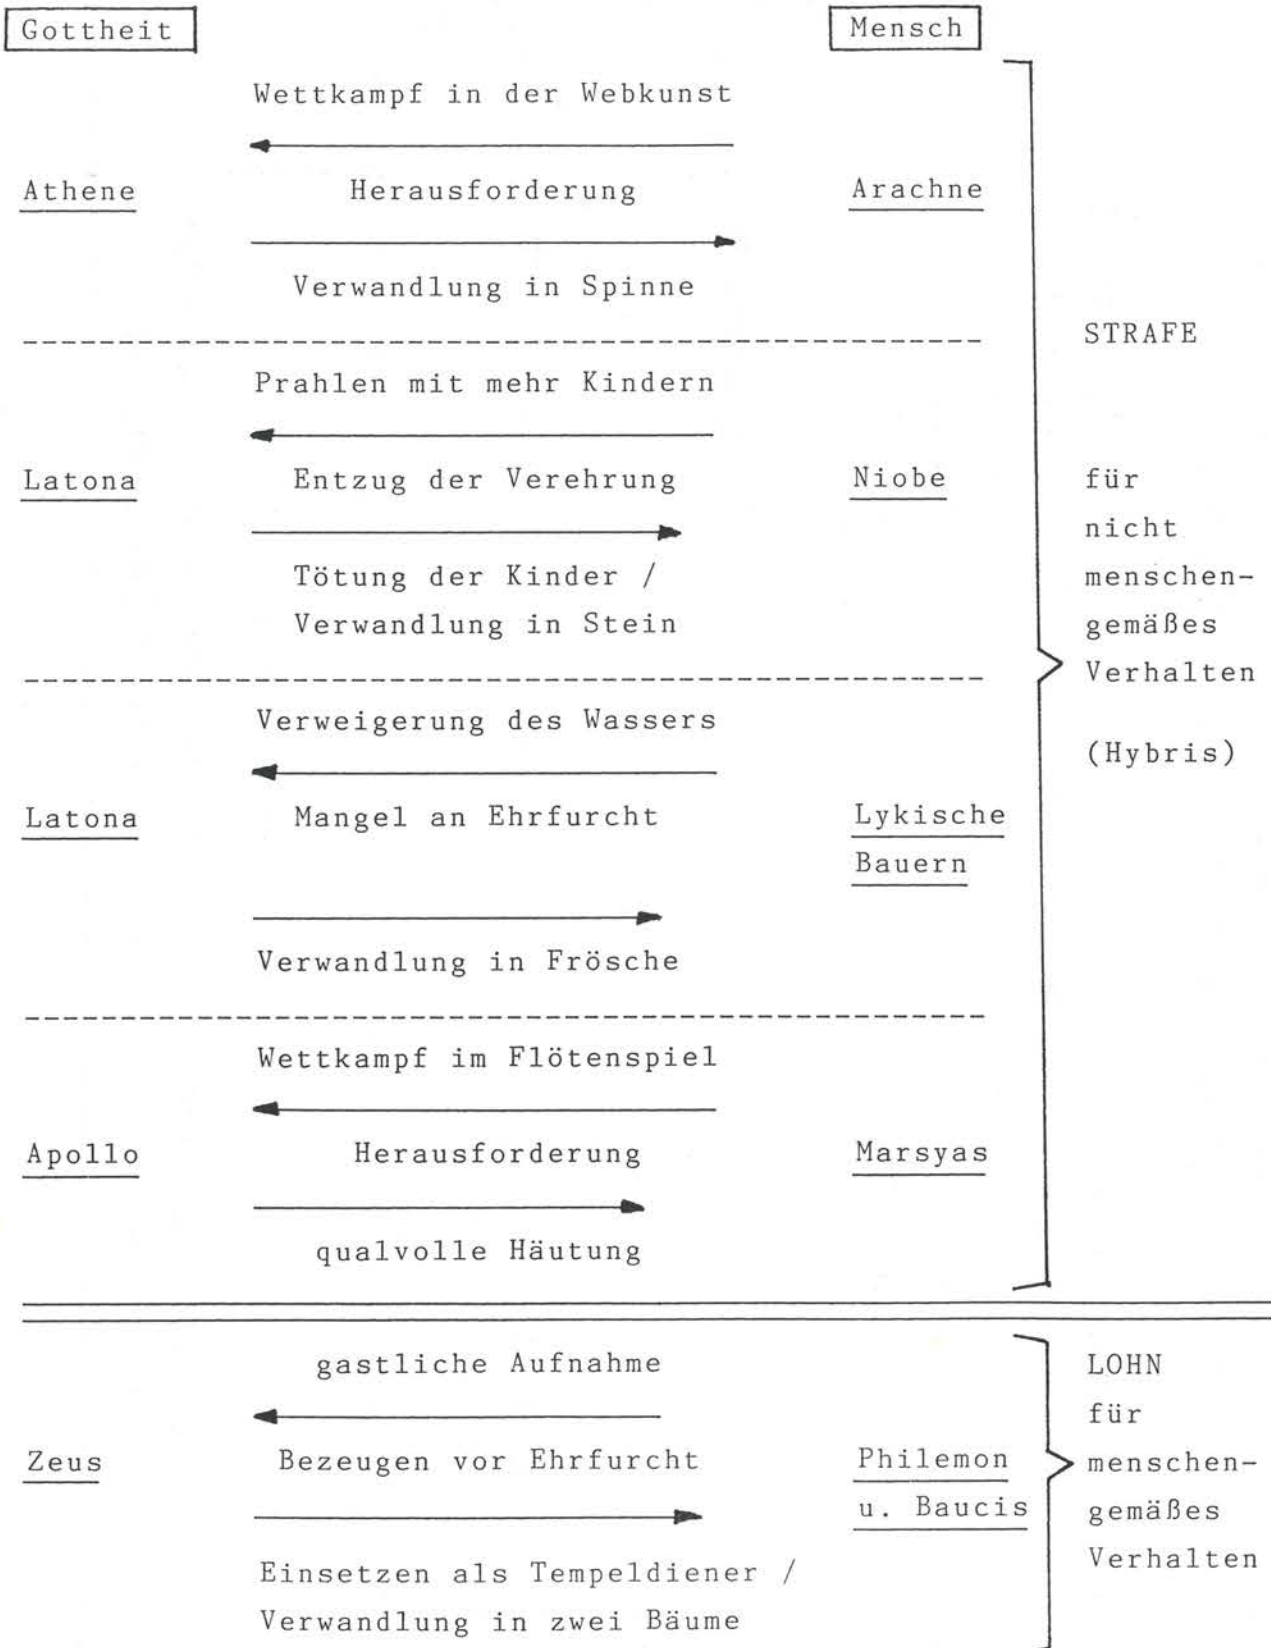 Gottheit Mensch
Wettkampf in der Webkunst
Athene Herausforderung Arachne
Verwandlung in Spinne
STRAFE
Prahlen mit mehr Kindern
Latona Entzug der Verehrung Niobe für
nicht
Tötung der Kinder / menschen-
Verwandlung in Stein gemäßes
Verhalten
Verweigerung des Wassers
(Hybris)
Latona Mangel an Ehrfurcht Lykische
Bauern
Verwandlung in Frösche
Wettkampf im Flötenspiel
Apollo Herausforderung Marsyas
qualvolle Häutung
gastliche Aufnahme LOHN
für
Zeus Bezeugen vor Ehrfurcht Philemon menschen-
u. Baucis gemäßes
Verhalten
Einsetzen als Tempeldiener /
Verwandlung in zwei Bäume